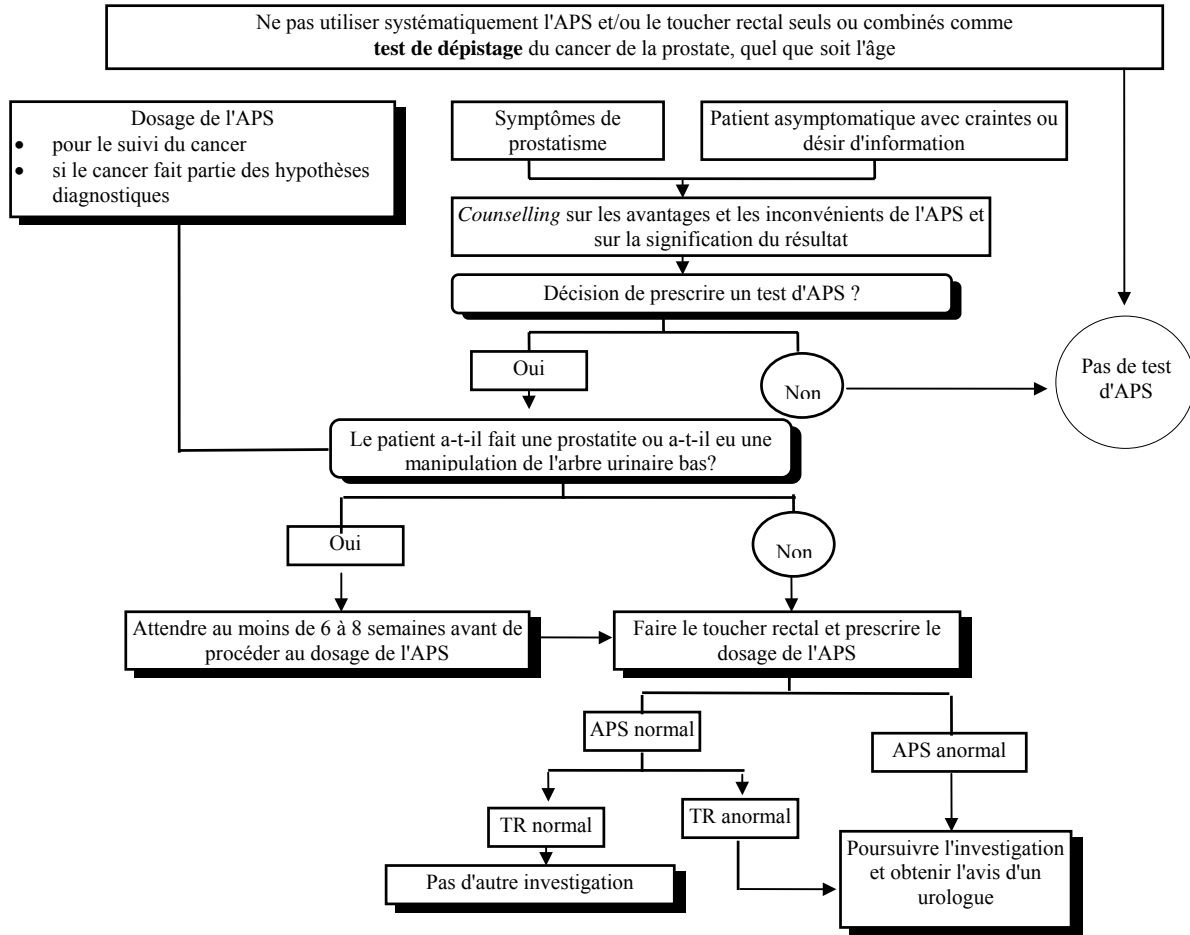 Ne pas utiliser systématiquement l'APS et/ou le toucher rectal seuls ou combinés comme
test de dépistage du cancer de la prostate, quel que soit l'âge
Dosage de l'APS
• pour le suivi du cancer
• si le cancer fait partie des hypothèses
diagnostiques
Symptômes de
prostatisme
Patient asymptomatique avec craintes ou
désir d'information
Counselling sur les avantages et les inconvénients de l'APS et
sur la signification du résultat
Décision de prescrire un test d'APS ?
Oui
Non
Pas de test
d'APS
Le patient a-t-il fait une prostatite ou a-t-il eu une
manipulation de l'arbre urinaire bas?
Oui
Non
Attendre au moins de 6 à 8 semaines avant de
procéder au dosage de l'APS
Faire le toucher rectal et prescrire le
dosage de l'APS
APS normal
APS anormal
TR normal
TR anormal
Pas d'autre investigation
Poursuivre l'investigation
et obtenir l'avis d'un
urologue